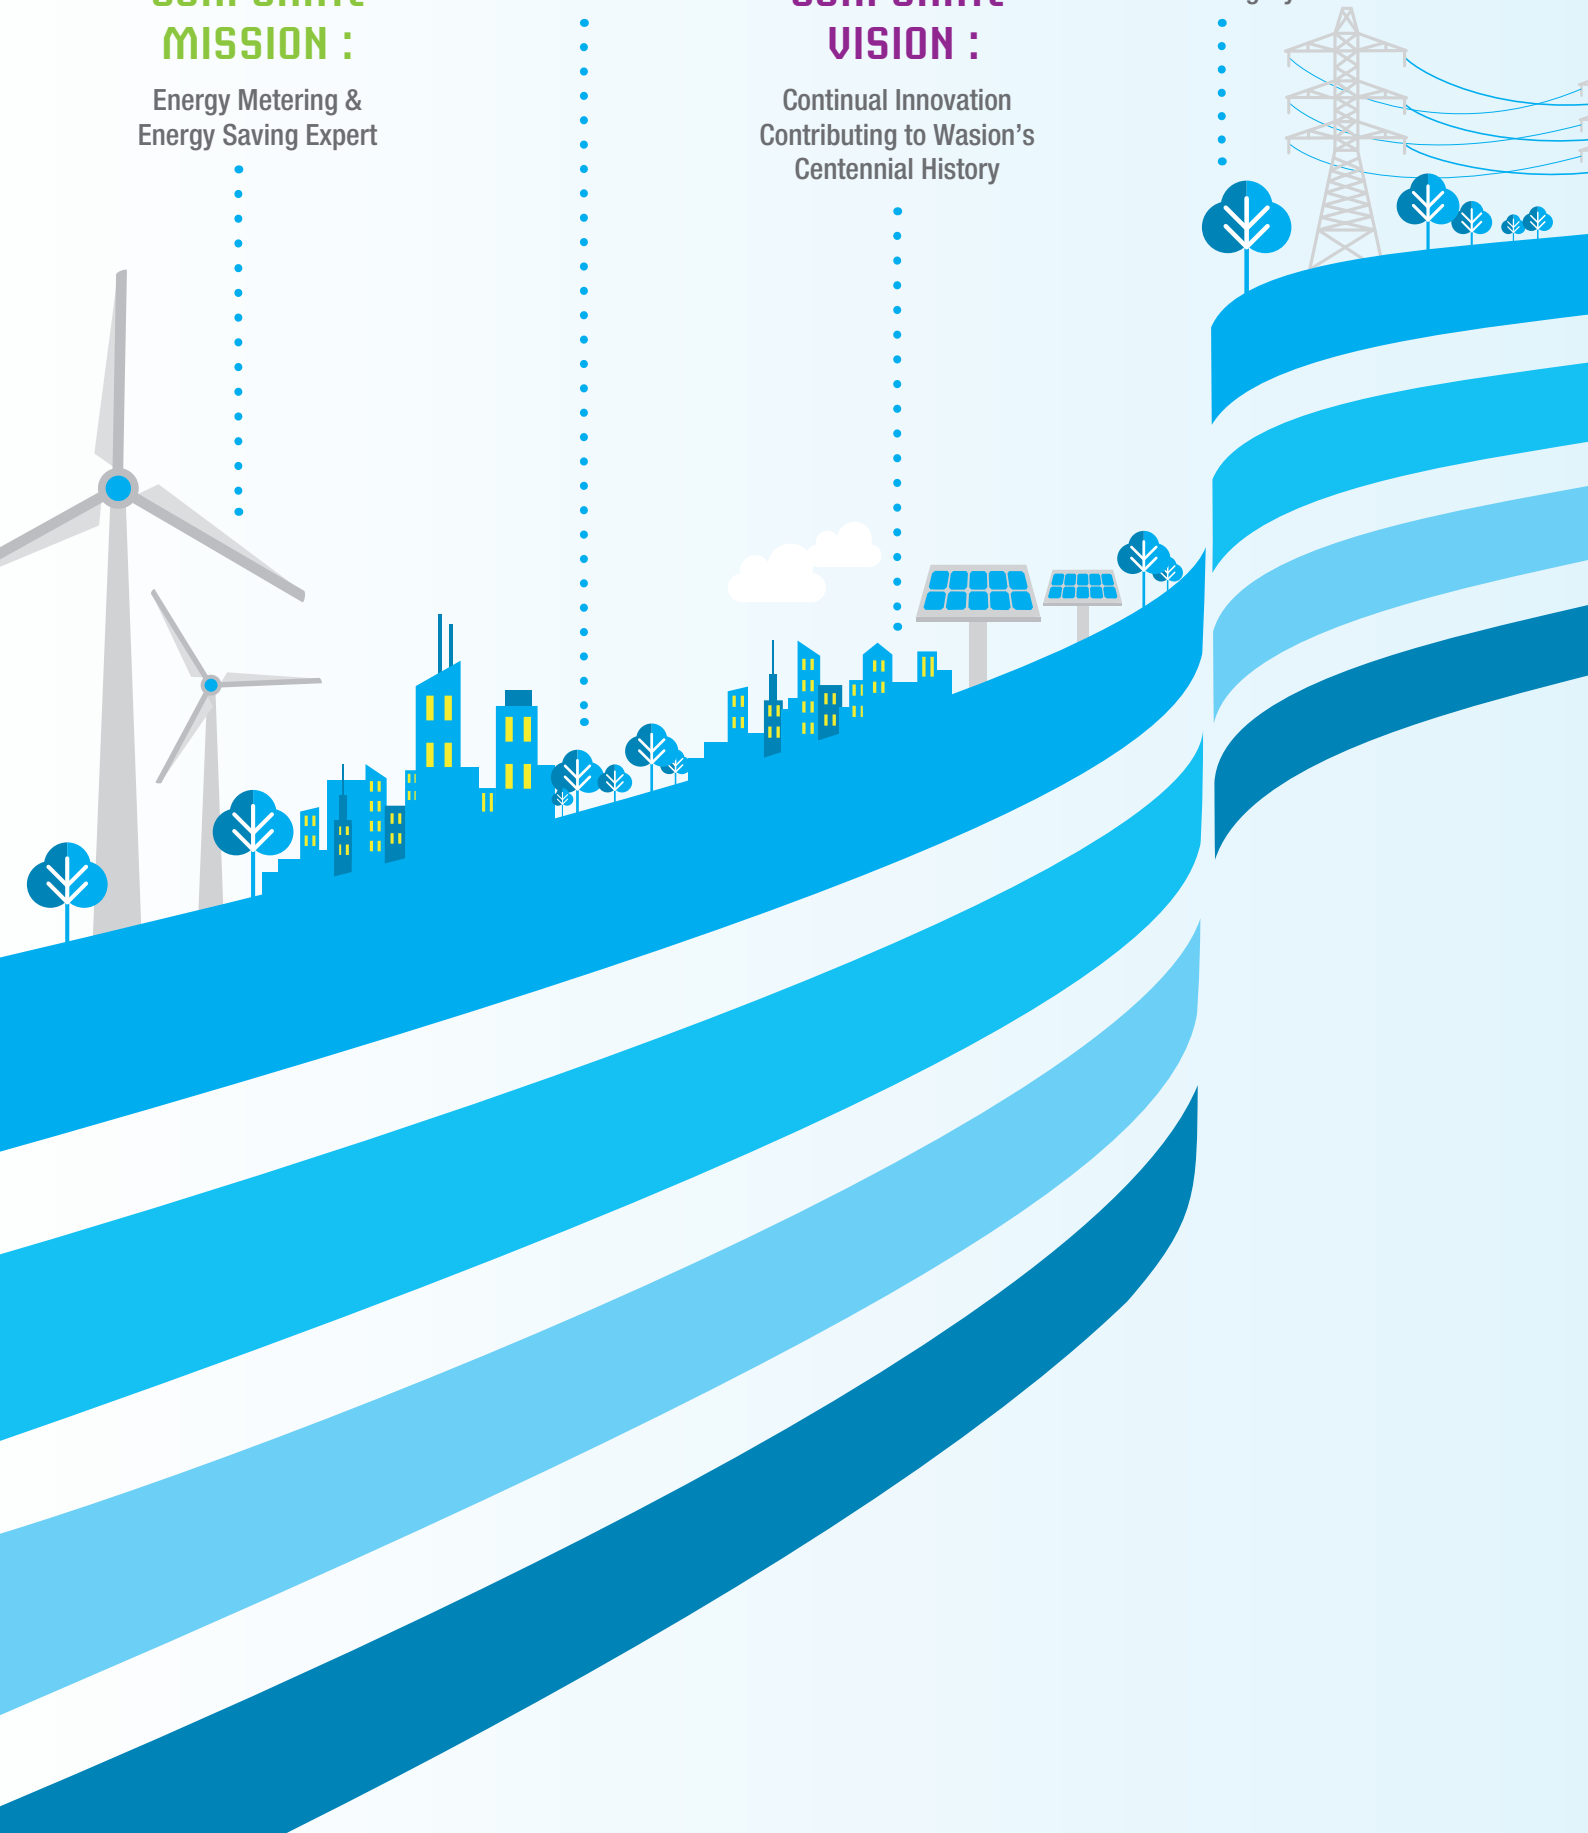 MISSION :
Energy Metering &
Energy Saving Expert
VISION :
Continual Innovation
Contributing to Wasion's
Centennial History